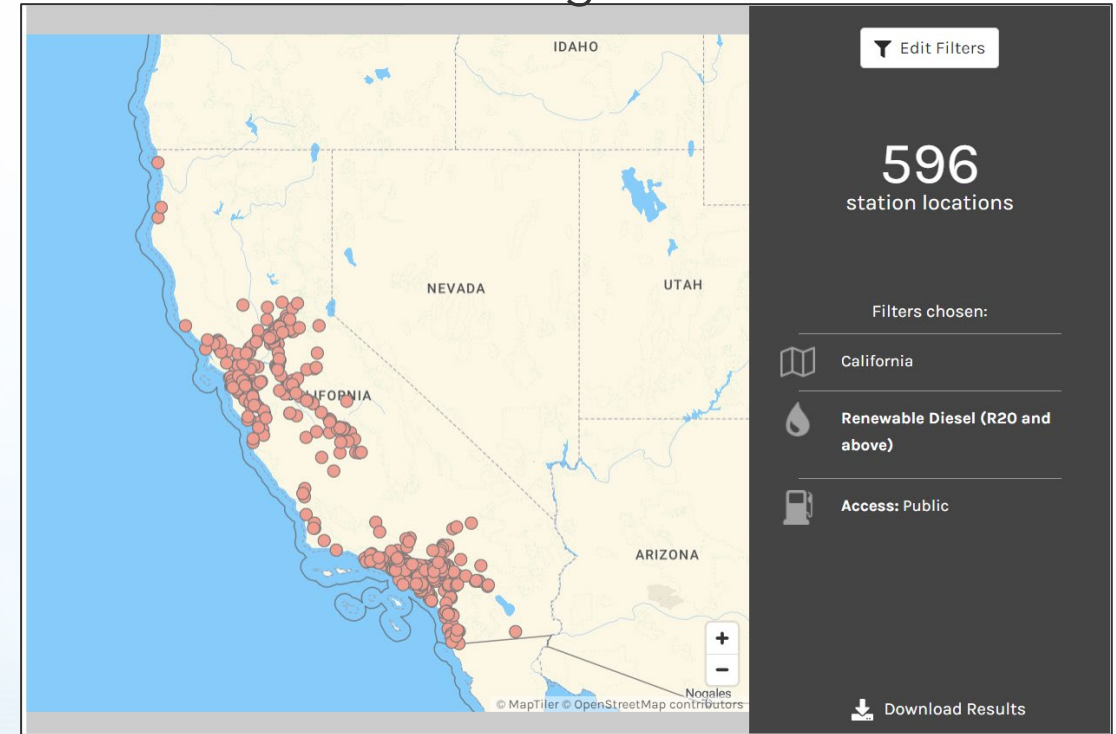 IDAHO
NEVADA
UTAH
ARIZONA
Nogales
© MapTiler © OpenStreetMap contributors
+
−
Edit Filters
596
station locations
Filters chosen:
California
Renewable Diesel (R20 and
above)
Access: Public
Download Results